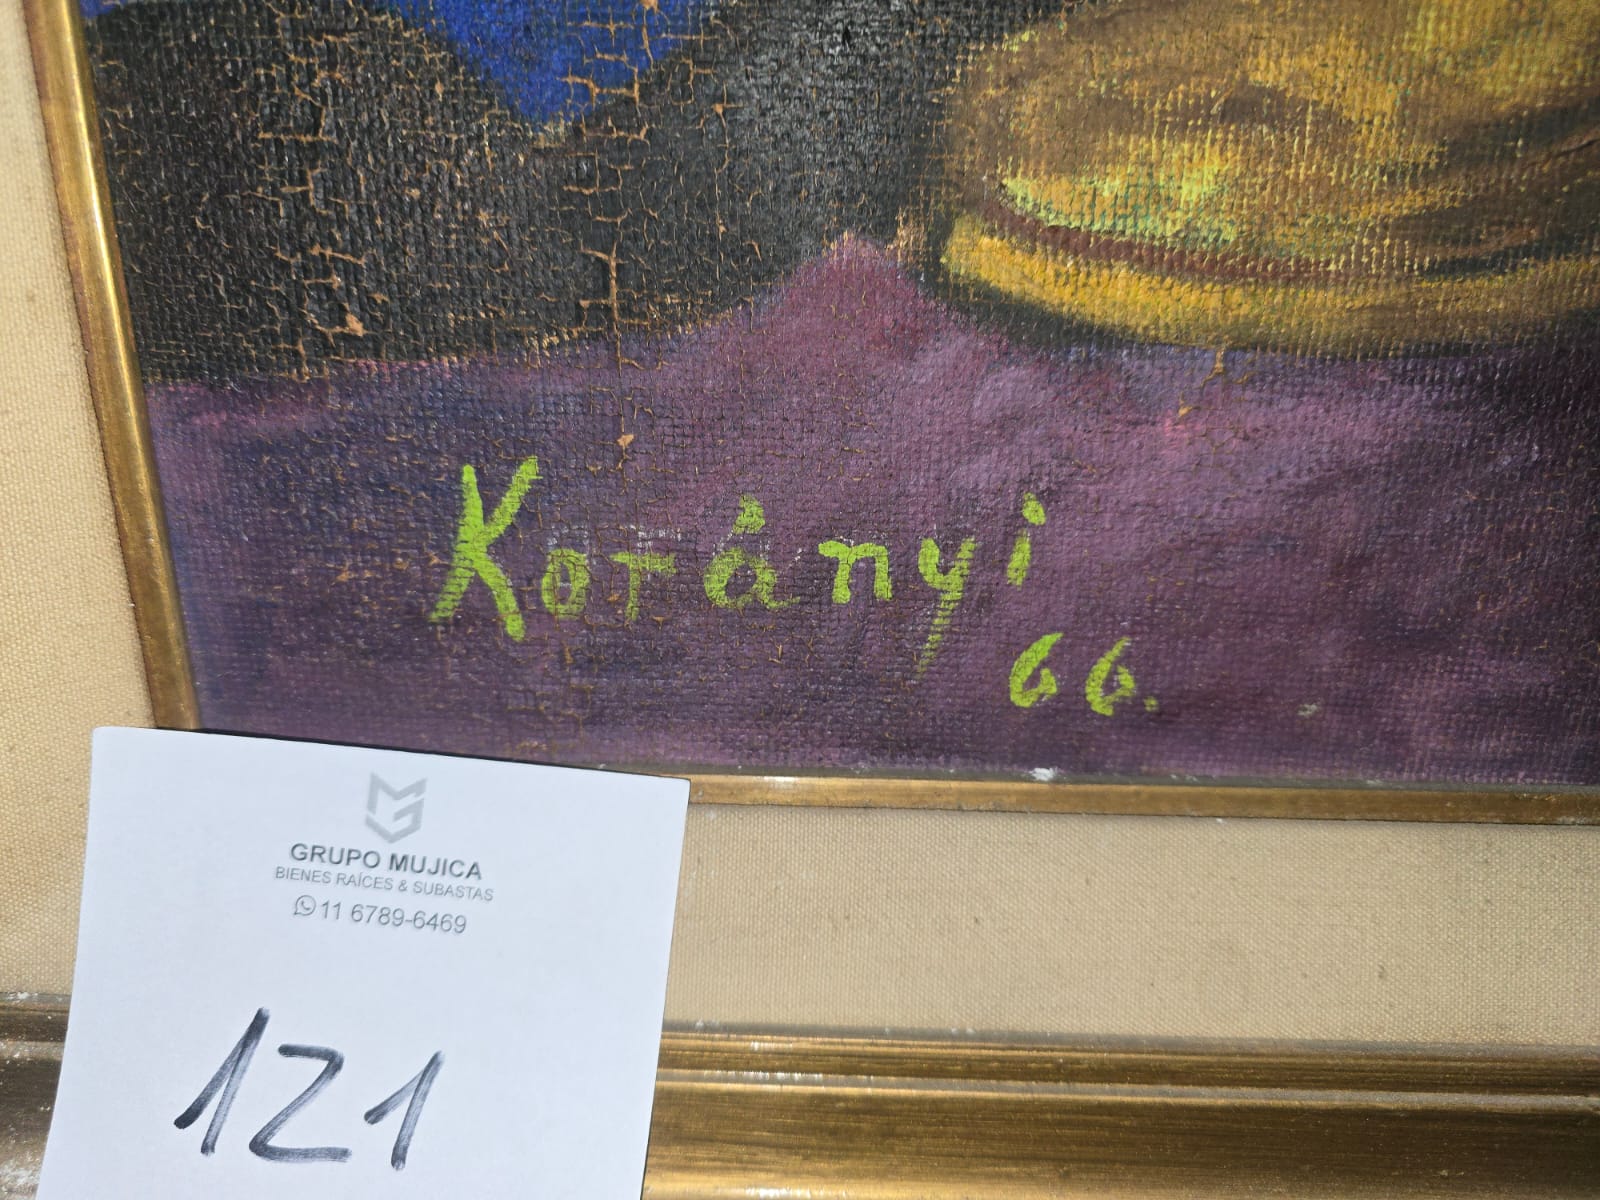 Korányi
66.
GRUPO MUJICA
BIENES RAÍCES & SUBASTAS
11 6789-6469
121